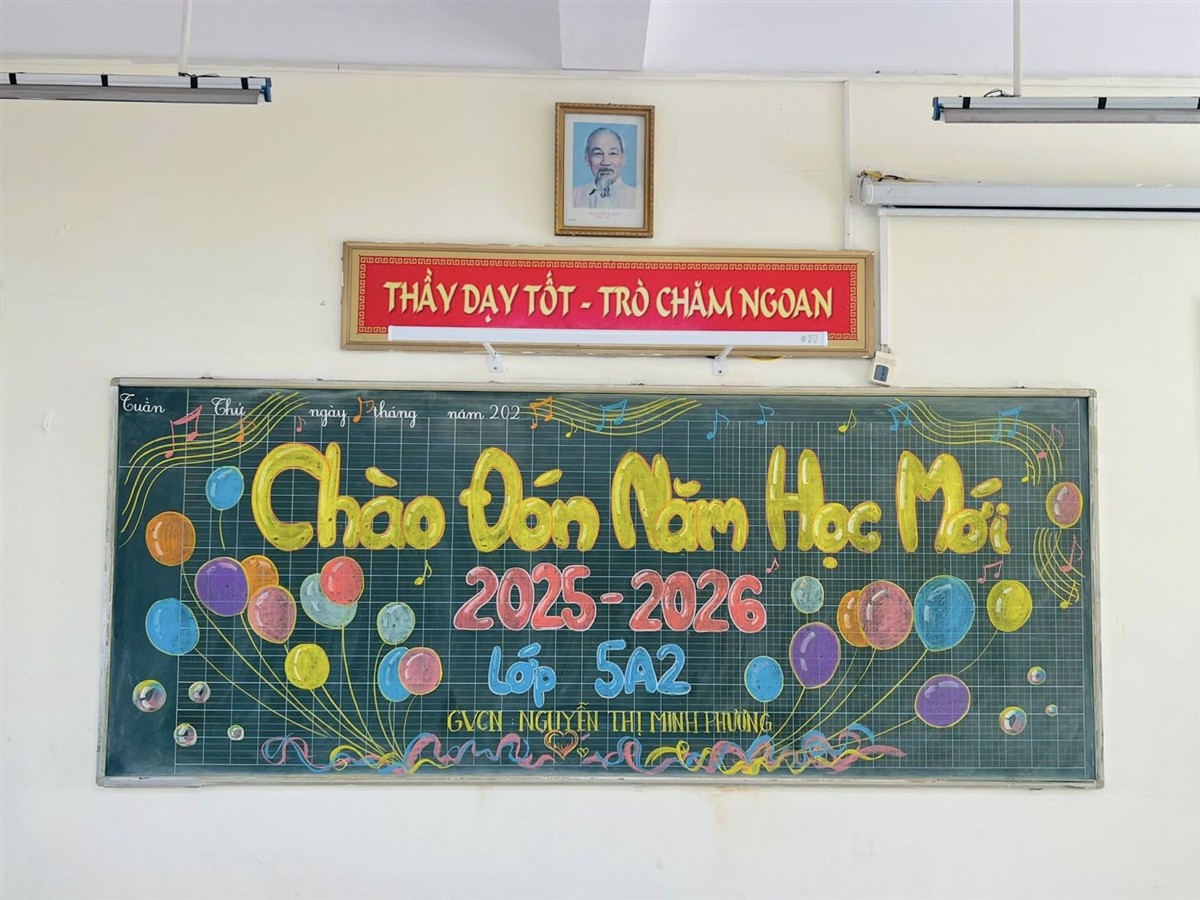 THẦY DẠY TỐT - TRÒ CHĂM NGOAN
Tuần Thứ ngày tháng năm 202
Chào Đón Năm Học Mới
2025-2026
Lớp 5A2
GVCN : NGUYỄN THỊ MINH PHƯƠNG